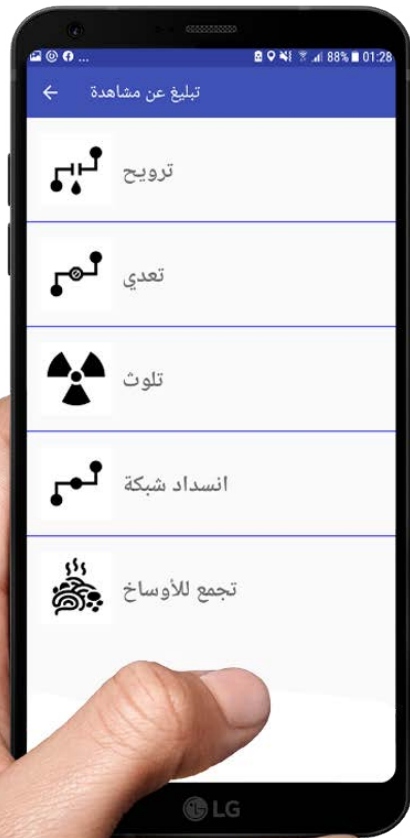 ... 88% 01:28
تبليغ عن مشاهدة
ترويح
تعدي
تلوث
انسداد شبكة
تجمع للأوساخ
LG